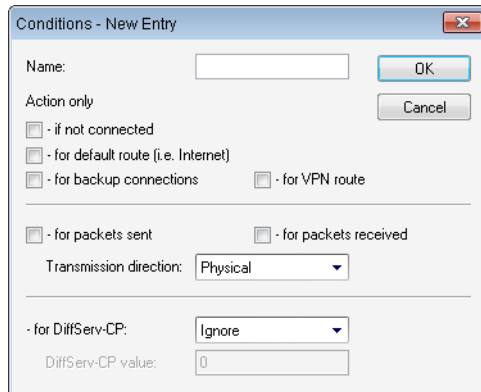 Conditions - New Entry
Name:
OK
Action only
Cancel
- if not connected
- for default route (i.e. Internet)
- for backup connections - for VPN route
- for packets sent - for packets received
Transmission direction: Physical
- for DiffServ-CP: Ignore
DiffServ-CP value: 0